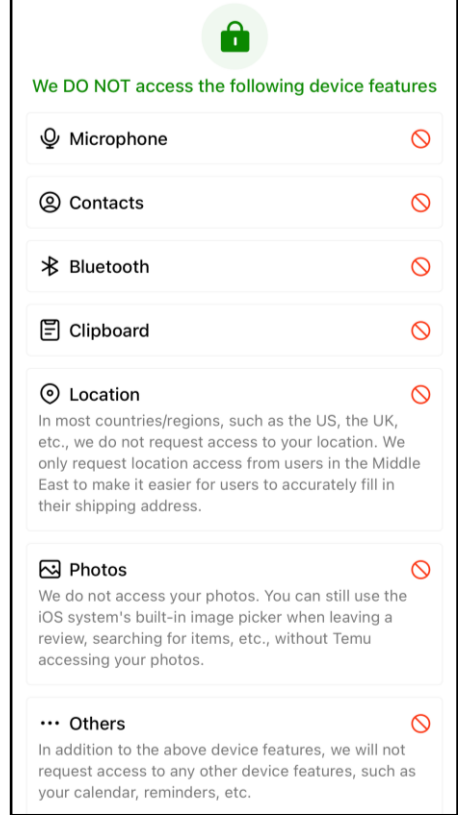 We DO NOT access the following device features
Microphone
Contacts
Bluetooth
Clipboard
Location
In most countries/regions, such as the US, the UK,
etc., we do not request access to your location. We
only request location access from users in the Middle
East to make it easier for users to accurately fill in
their shipping address.
Photos
We do not access your photos. You can still use the
iOS system's built-in image picker when leaving a
review, searching for items, etc., without Temu
accessing your photos.
Others
In addition to the above device features, we will not
request access to any other device features, such as
your calendar, reminders, etc.